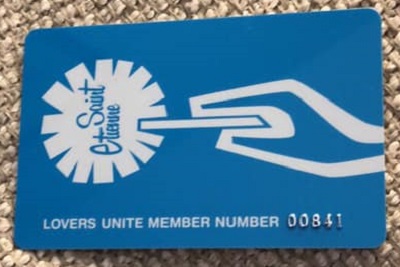 Saint
etienne
LOVERS UNITE MEMBER NUMBER 00841